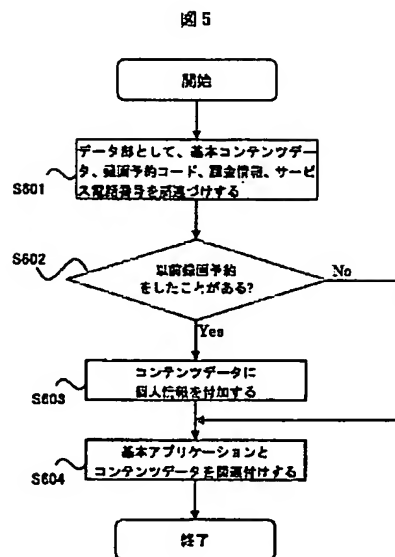 図5
開始
データ部として、基本コンテンツデー
タ、録画予約コード、課金情報、サービ
ス電話番号を関連づけする
S601
S602
以前録画予約
をしたことがある?
No
Yes
コンテンツデータに
個人情報を付加する
S603
基本アプリケーションと
コンテンツデータを関連付けする
S604
終了